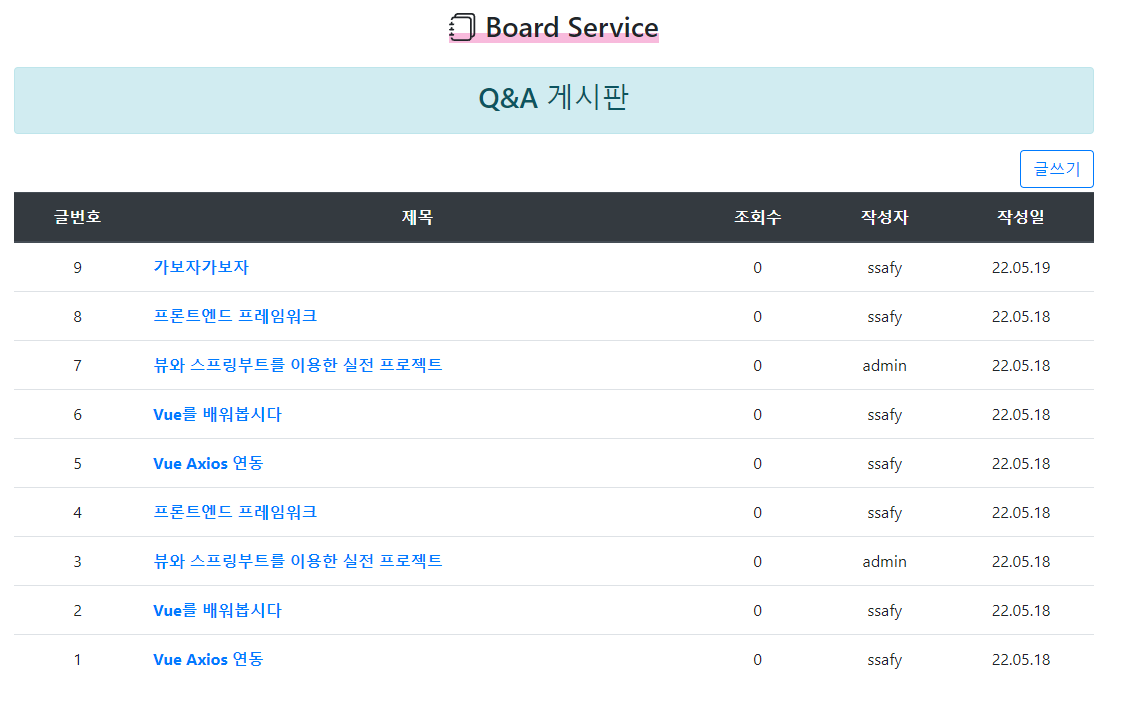 Board Service
Q&A 게시판
글쓰기
글번호 제목 조회수 작성자 작성일
9 가보자가보자 0 ssafy 22.05.19
8 프론트엔드 프레임워크 0 ssafy 22.05.18
7 뷰와 스프링부트를 이용한 실전 프로젝트 0 admin 22.05.18
6 Vue를 배워봅시다 0 ssafy 22.05.18
5 Vue Axios 연동 0 ssafy 22.05.18
4 프론트엔드 프레임워크 0 ssafy 22.05.18
3 뷰와 스프링부트를 이용한 실전 프로젝트 0 admin 22.05.18
2 Vue를 배워봅시다 0 ssafy 22.05.18
1 Vue Axios 연동 0 ssafy 22.05.18